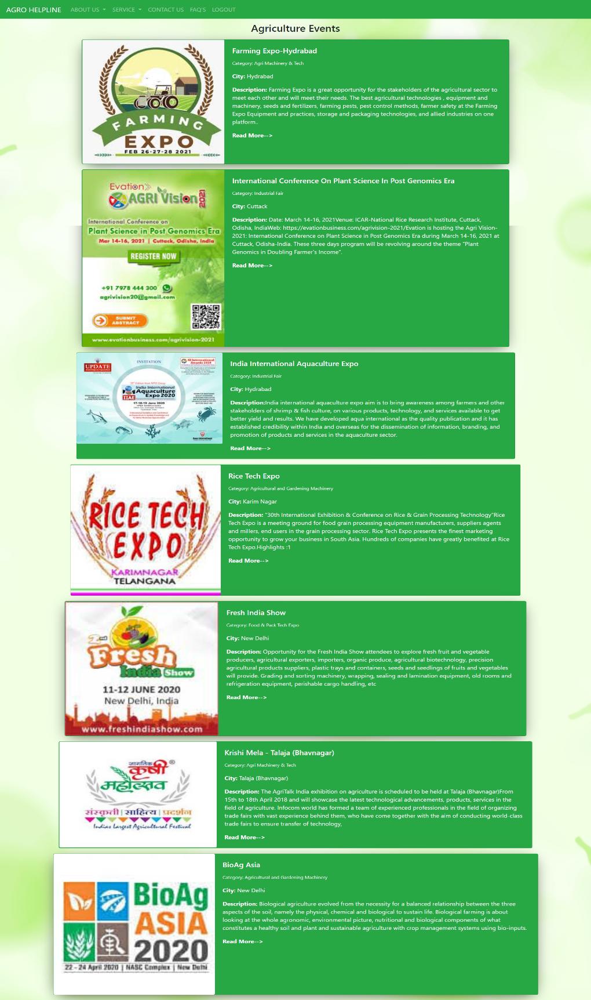 AGRO HELPLINE ABOUT US SERVICE CONTACT US FAQ'S LOGOUT
Agriculture Events
FARMING
EXPO
FEB 26-27-28 2021
Farming Expo-Hydrabad
Category: Agri Machinery & Tech
City: Hydrabad
Description: Farming Expo is a great opportunity for the stakeholders of the agricultural sector to
meet each other and will meet their needs. The best agricultural technologies , equipment and
machinery, seeds and fertilizers, farming pests, pest control methods, farmer safety at the Farming
Expo Equipment and practices, storage and packaging technologies, and allied industries on one
platform..
Read More-->
Evation
AGRI Vision 2021
International Conference on
Plant Science in Post Genomics Era
Mar 14-16, 2021 | Cuttack, Odisha, India
REGISTER NOW
+91 7978 444 300
agrivision20@gmail.com
SUBMIT
ABSTRACT
www.evationbusiness.com/agrivision-2021
International Conference On Plant Science In Post Genomics Era
Category: Industrial Fair
City: Cuttack
Description: Date: March 14-16, 2021Venue: ICAR-National Rice Research Institute, Cuttack,
Odisha, IndiaWeb: https://evationbusiness.com/agrivision-2021/Evation is hosting the Agri Vision-
2021: International Conference on Plant Science in Post Genomics Era during March 14-16, 2021 at
Cuttack, Odisha-India. These three days program will be revolving around the theme "Plant
Genomics in Doubling Farmer's Income".
Read More-->
UPDATE
INVITATION
AI International
Awards 2020
India International
Aquaculture
Expo 2020
IIAE
17-18-19 June 2020
India International Aquaculture Expo
Category: Industrial Fair
City: Hydrabad
Description:India international aquaculture expo aim is to bring awareness among farmers and other
stakeholders of shrimp & fish culture, on various products, technology, and services available to get
better yield and results. We have developed aqua international as the quality publication and it has
established credibility within India and overseas for the dissemination of information, branding, and
promotion of products and services in the aquaculture sector.
Read More-->
RICE TECH
EXPO
KARIMNAGAR
TELANGANA
Rice Tech Expo
Category: Agricultural and Gardening Machinery
City: Karim Nagar
Description: "30th International Exhibition & Conference on Rice & Grain Processing Technology"Rice
Tech Expo is a meeting ground for food grain processing equipment manufacturers, suppliers agents
and millers, end users in the grain processing sector. Rice Tech Expo presents the finest marketing
opportunity to grow your business in South Asia. Hundreds of companies have greatly benefited at Rice
Tech Expo.Highlights :1
Read More-->
2nd
Fresh
India Show
11-12 JUNE 2020
New Delhi, India
www.freshindiashow.com
Fresh India Show
Category: Food & Pack Tech Expo
City: New Delhi
Description: Opportunity for the Fresh India Show attendees to explore fresh fruit and vegetable
producers, agricultural exporters, importers, organic produce, agricultural biotechnology, precision
agricultural products suppliers, plastic trays and containers, seeds and seedlings of fruits and vegetables
will provide. Grading and sorting machinery, wrapping, sealing and lamination equipment, old rooms and
refrigeration equipment, perishable cargo handling, etc
Read More-->
जागतिक
कृषी ®
महोत्सव
संस्कृती | साहित्य | प्रदर्शन
Indias Largest Agricultural Festival
Krishi Mela - Talaja (Bhavnagar)
Category: Agri Machinery & Tech
City: Talaja (Bhavnagar)
Description: The AgriTalk India exhibition on agriculture is scheduled to be held at Talaja (Bhavnagar)From
15th to 18th April 2018 and will showcase the latest technological advancements, products, services in the
field of agriculture. Infocom world has formed a team of experienced professionals in the field of organizing
trade fairs with vast experience behind them, who have come together with the aim of conducting world-class
trade fairs to ensure transfer of technology,
Read More-->
BioAg
ASIA
2020
22 - 24 April 2020 | NASC Complex | New Delhi
BioAg Asia
Category: Agricultural and Gardening Machinery
City: New Delhi
Description: Biological agriculture evolved from the necessity for a balanced relationship between the three
aspects of the soil, namely the physical, chemical and biological to sustain life. Biological farming is about
looking at the whole agronomic, environmental picture, nutritional and biological components of what
constitutes a healthy soil and plant and sustainable agriculture with crop management systems using bio-inputs.
Read More-->